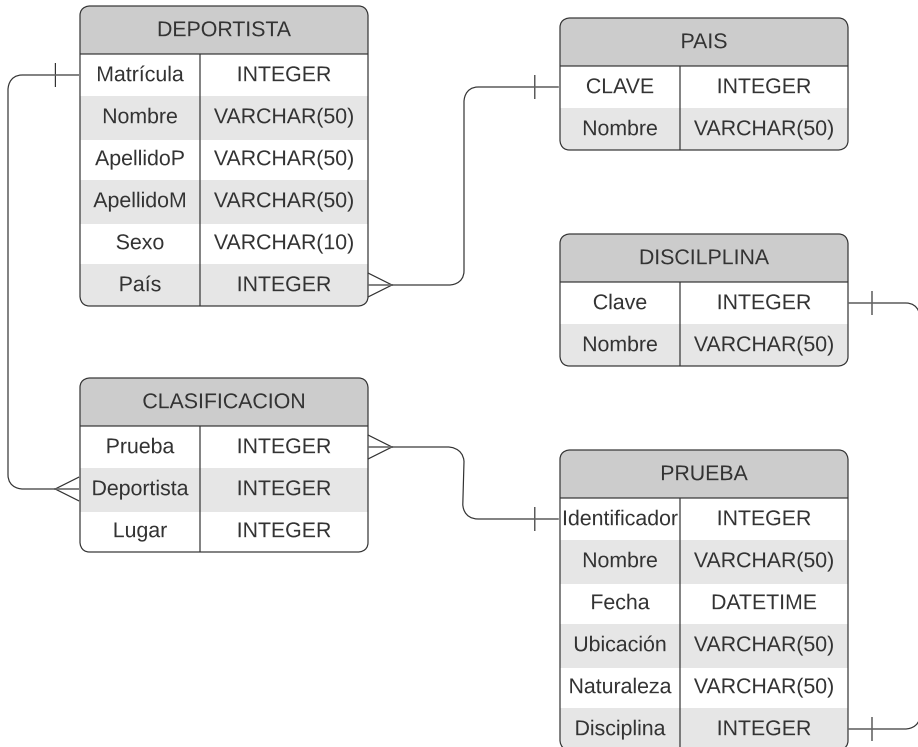 DEPORTISTA
Matrícula INTEGER
Nombre VARCHAR(50)
ApellidoP VARCHAR(50)
ApellidoM VARCHAR(50)
Sexo VARCHAR(10)
País INTEGER
PAIS
CLAVE INTEGER
Nombre VARCHAR(50)
DISCILPLINA
Clave INTEGER
Nombre VARCHAR(50)
CLASIFICACION
Prueba INTEGER
Deportista INTEGER
Lugar INTEGER
PRUEBA
Identificador INTEGER
Nombre VARCHAR(50)
Fecha DATETIME
Ubicación VARCHAR(50)
Naturaleza VARCHAR(50)
Disciplina INTEGER